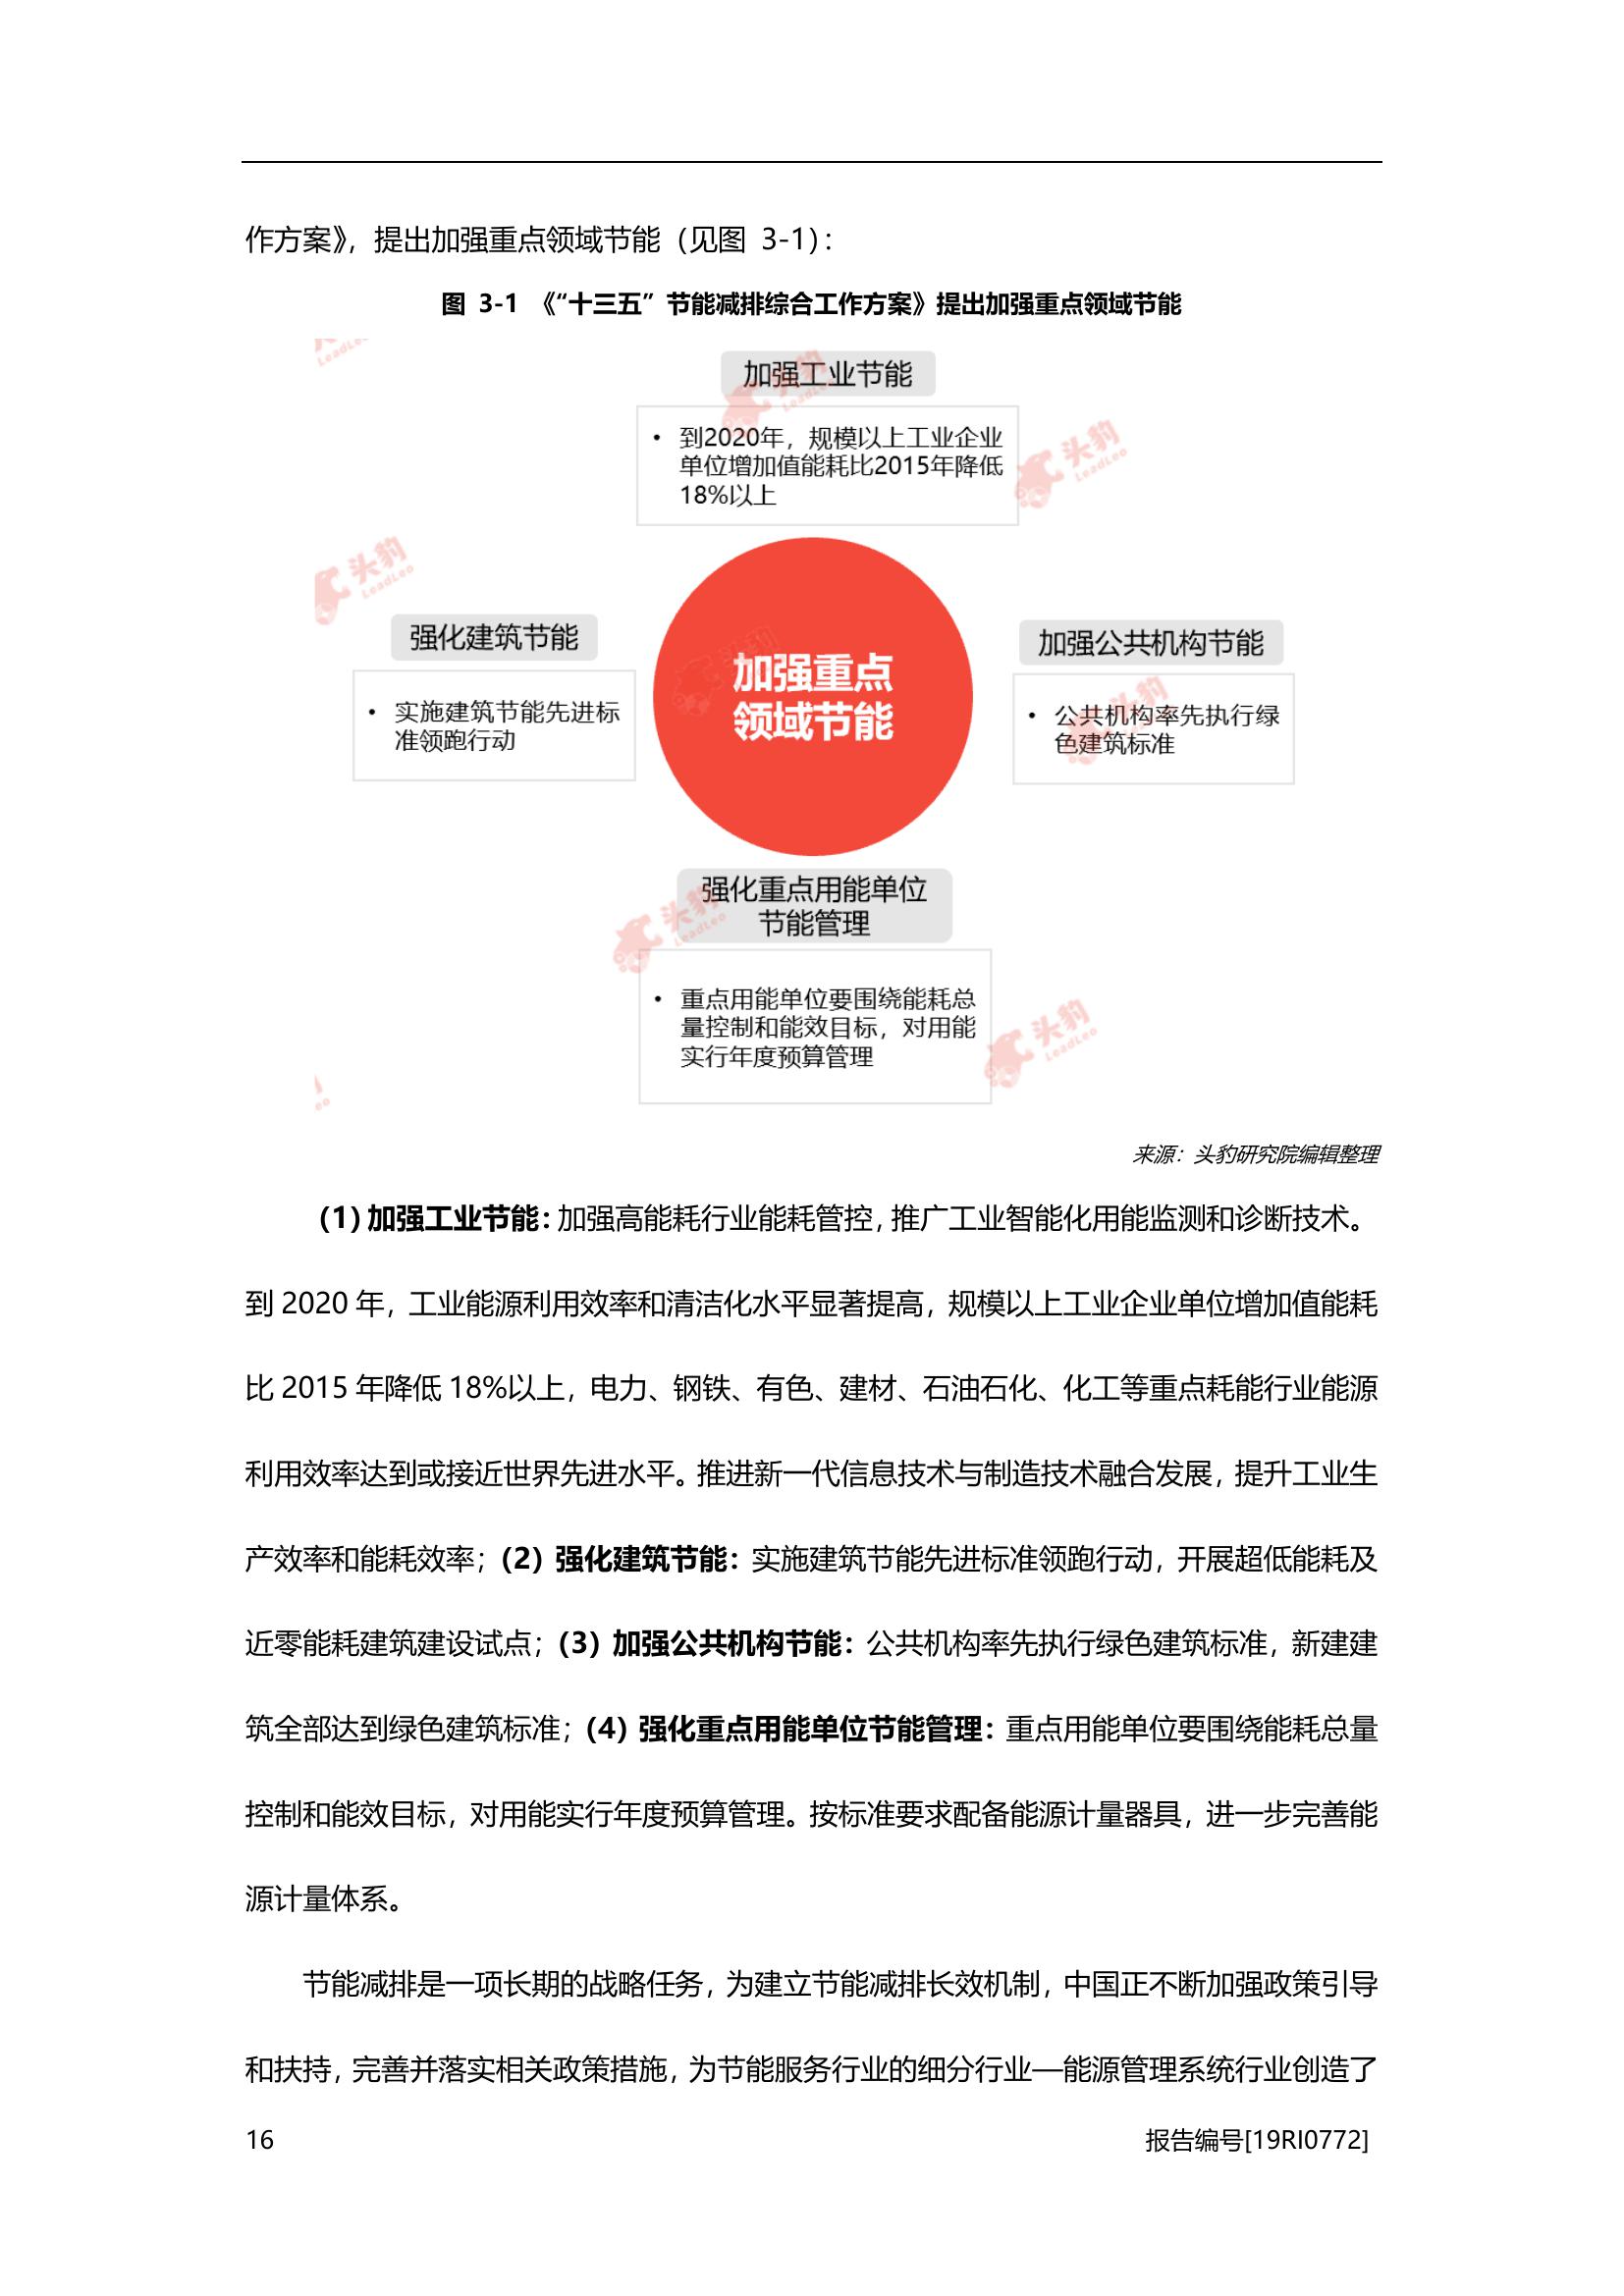 作方案》，提出加强重点领域节能（见图 3-1）：
图 3-1 《“十三五”节能减排综合工作方案》提出加强重点领域节能
加强工业节能
• 到2020年，规模以上工业企业
单位增加值能耗比2015年降低
18%以上
强化建筑节能
• 实施建筑节能先进标
准领跑行动
加强重点
领域节能
加强公共机构节能
• 公共机构率先执行绿
色建筑标准
强化重点用能单位
节能管理
• 重点用能单位要围绕能耗总
量控制和能效目标，对用能
实行年度预算管理
头豹
LeadLeo
来源：头豹研究院编辑整理
（1）加强工业节能：加强高能耗行业能耗管控，推广工业智能化用能监测和诊断技术。
到 2020 年，工业能源利用效率和清洁化水平显著提高，规模以上工业企业单位增加值能耗
比 2015 年降低 18%以上，电力、钢铁、有色、建材、石油石化、化工等重点耗能行业能源
利用效率达到或接近世界先进水平。推进新一代信息技术与制造技术融合发展，提升工业生
产效率和能耗效率；（2）强化建筑节能：实施建筑节能先进标准领跑行动，开展超低能耗及
近零能耗建筑建设试点；（3）加强公共机构节能：公共机构率先执行绿色建筑标准，新建建
筑全部达到绿色建筑标准；（4）强化重点用能单位节能管理：重点用能单位要围绕能耗总量
控制和能效目标，对用能实行年度预算管理。按标准要求配备能源计量器具，进一步完善能
源计量体系。
节能减排是一项长期的战略任务，为建立节能减排长效机制，中国正不断加强政策引导
和扶持，完善并落实相关政策措施，为节能服务行业的细分行业—能源管理系统行业创造了
16
报告编号[19RI0772]